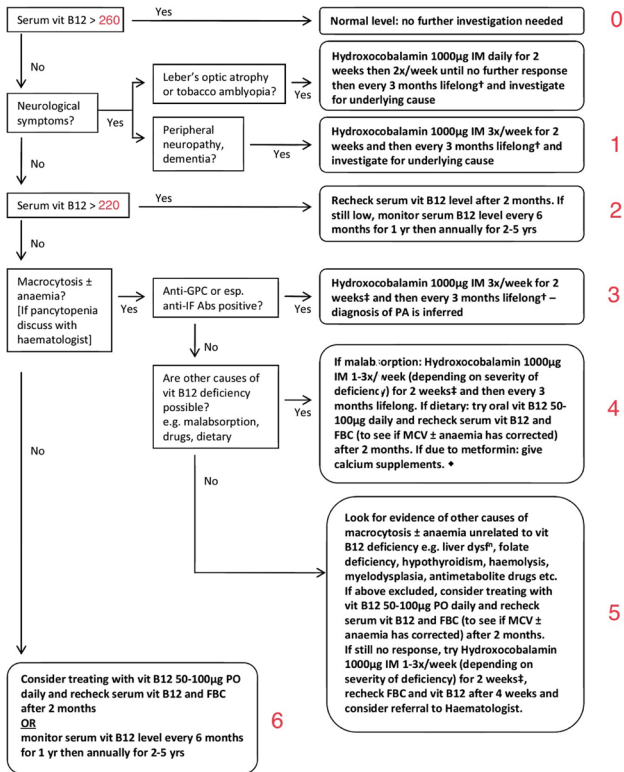 Serum vit B12 > 260
Yes
Normal level: no further investigation needed
0
No
Neurological
symptoms?
Yes
Leber's optic atrophy
or tobacco amblyopia?
Yes
Hydroxocobalamin 1000µg IM daily for 2
weeks then 2x/week until no further response
then every 3 months lifelong† and investigate
for underlying cause
Peripheral
neuropathy,
dementia?
Yes
Hydroxocobalamin 1000µg IM 3x/week for 2
weeks and then every 3 months lifelong† and
investigate for underlying cause
1
No
Serum vit B12 > 220
Yes
Recheck serum vit B12 level after 2 months. If
still low, monitor serum B12 level every 6
months for 1 yr then annually for 2-5 yrs
2
No
Macrocytosis ±
anaemia?
[If pancytopenia
discuss with
haematologist]
Yes
Anti-GPC or esp.
anti-IF Abs positive?
Yes
Hydroxocobalamin 1000µg IM 3x/week for 2
weeks‡ and then every 3 months lifelong† –
diagnosis of PA is inferred
3
No
Are other causes of
vit B12 deficiency
possible?
e.g. malabsorption,
drugs, dietary
Yes
If malabsorption: Hydroxocobalamin 1000µg
IM 1-3x/week (depending on severity of
deficiency) for 2 weeks‡ and then every 3
months lifelong. If dietary: try oral vit B12 50-
100µg daily and recheck serum vit B12 and
FBC (to see if MCV ± anaemia has corrected)
after 2 months. If due to metformin: give
calcium supplements. ◆
4
No
No
Look for evidence of other causes of
macrocytosis ± anaemia unrelated to vit
B12 deficiency e.g. liver dysfⁿ, folate
deficiency, hypothyroidism, haemolysis,
myelodysplasia, antimetabolite drugs etc.
If above excluded, consider treating with
vit B12 50-100µg PO daily and recheck
serum vit B12 and FBC (to see if MCV ±
anaemia has corrected) after 2 months.
If still no response, try Hydroxocobalamin
1000µg IM 1-3x/week (depending on
severity of deficiency) for 2 weeks‡,
recheck FBC and vit B12 after 4 weeks and
consider referral to Haematologist.
5
Consider treating with vit B12 50-100µg PO
daily and recheck serum vit B12 and FBC
after 2 months
OR
monitor serum vit B12 level every 6 months
for 1 yr then annually for 2-5 yrs
6